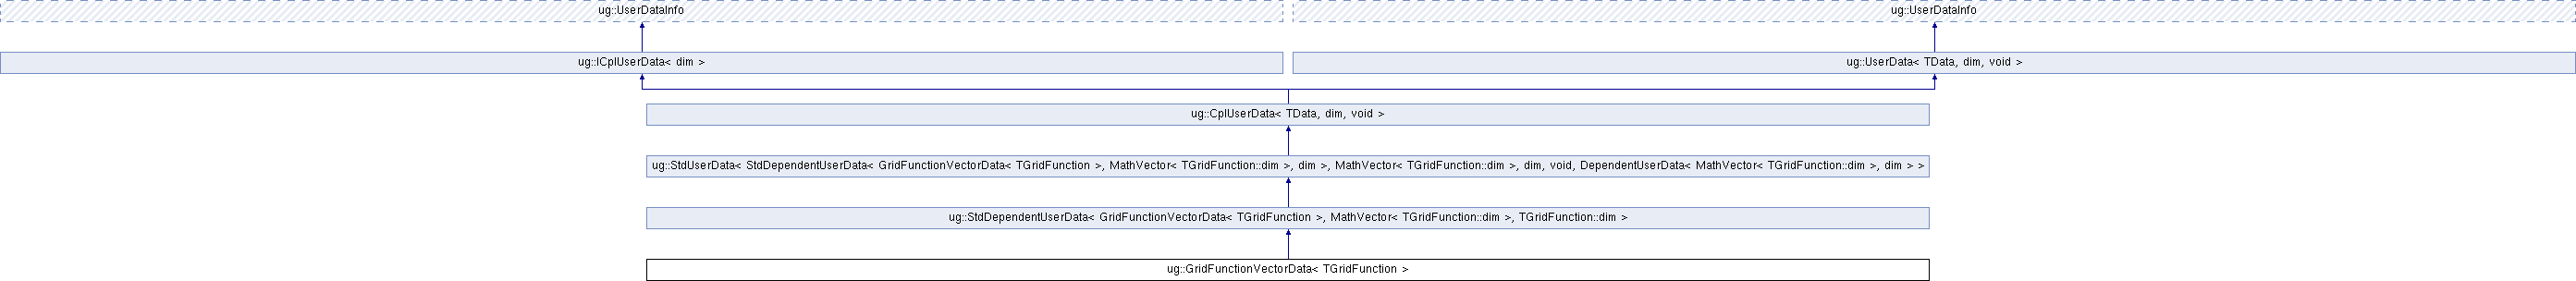 ug::UserDataInfo
ug::UserDataInfo
ug::ICplUserData< dim >
ug::UserData< TData, dim, void >
ug::CplUserData< TData, dim, void >
ug::StdUserData< StdDependentUserData< GridFunctionVectorData< TGridFunction >, MathVector< TGridFunction::dim >, dim >, MathVector< TGridFunction::dim >, dim, void, DependentUserData< MathVector< TGridFunction::dim >, dim > >
ug::StdDependentUserData< GridFunctionVectorData< TGridFunction >, MathVector< TGridFunction::dim >, TGridFunction::dim >
ug::GridFunctionVectorData< TGridFunction >